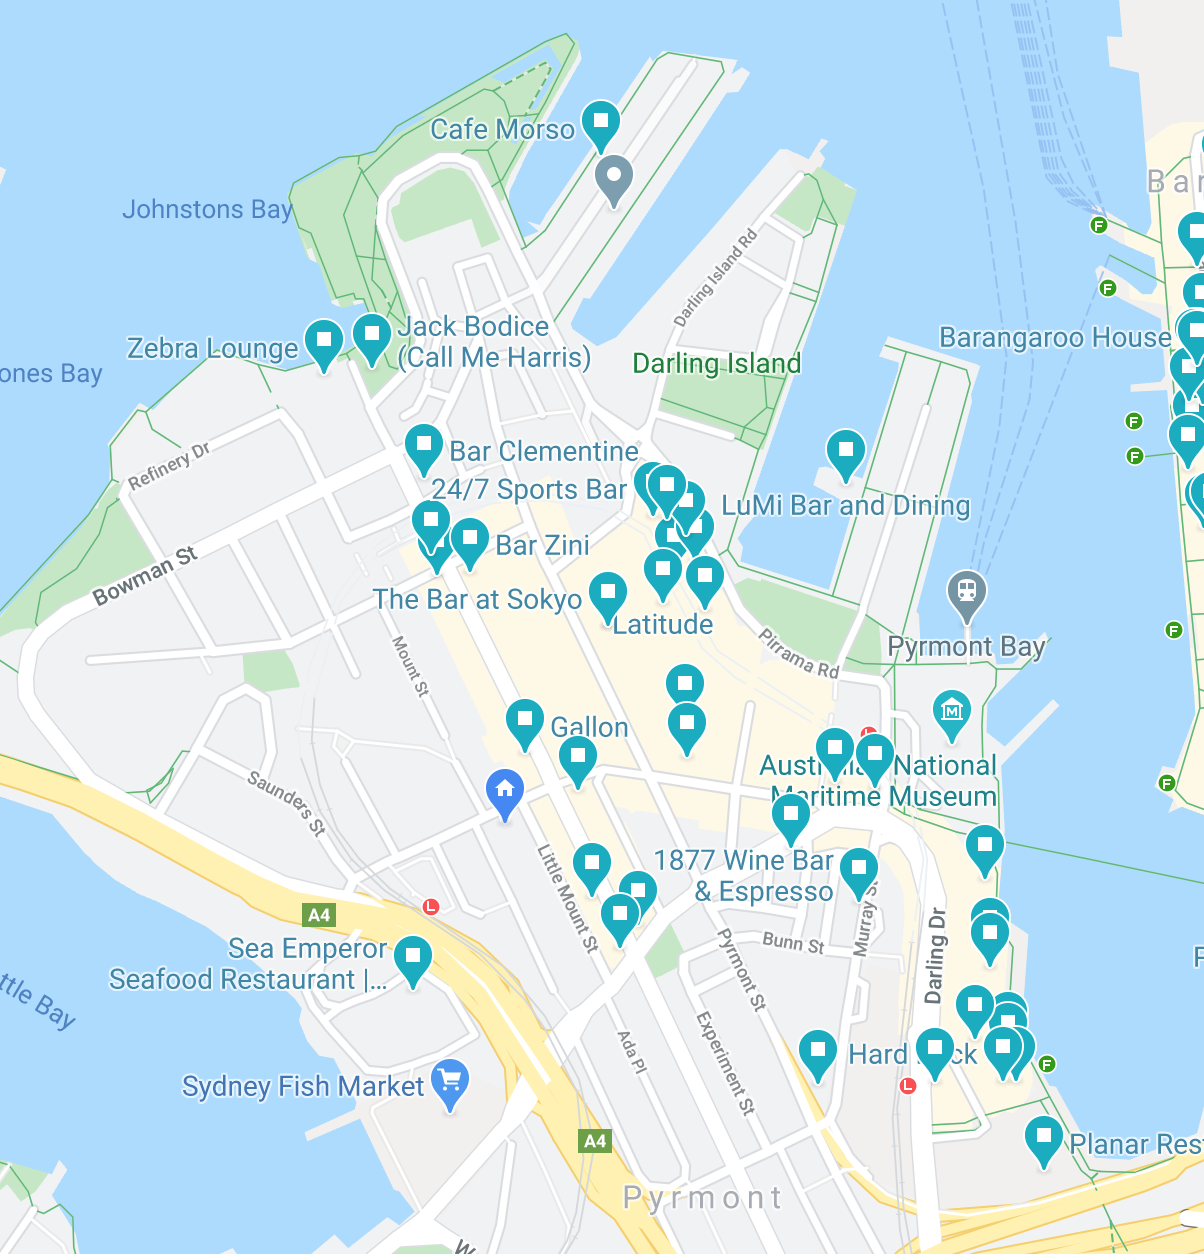 Cafe Morso
Johnstons Bay
Bar
F
F
Darling Island Rd
Jack Bodice
(Call Me Harris)
Zebra Lounge
Darling Island
Barangaroo House
ones Bay
F
Bar Clementine
F
Refinery Dr
24/7 Sports Bar
LuMi Bar and Dining
Bar Zini
Bowman St
The Bar at Sokyo
Latitude
F
Pyrmont Bay
Pirrama Rd
Mount St
M
Gallon
L
Australian National
Maritime Museum
F
Saunders St
1877 Wine Bar
& Espresso
Little Mount St
A4
L
Murray St
Bunn St
Darling Dr
Sea Emperor
Seafood Restaurant |...
Pyrmont St
F
ttle Bay
Experiment St
Ada Pl
Hard Rock
F
L
Sydney Fish Market
A4
Planar Res
Pyrmont
W